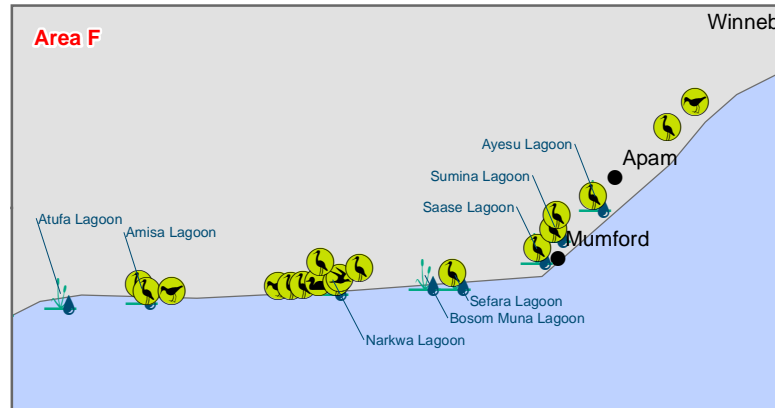 Winneb
Area F
Ayesu Lagoon
Apam
Sumina Lagoon
Saase Lagoon
Atufa Lagoon
Amisa Lagoon
Mumford
Sefara Lagoon
Bosom Muna Lagoon
Narkwa Lagoon